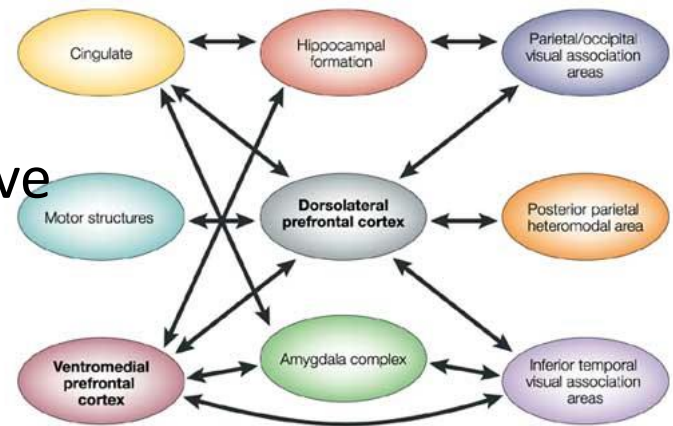 Cingulate
Hippocampal
formation
Parietal/occipital
visual association
areas
ve
Motor structures
Dorsolateral
prefrontal cortex
Posterior parietal
heteromodal area
Ventromedial
prefrontal
cortex
Amygdala complex
Inferior temporal
visual association
areas